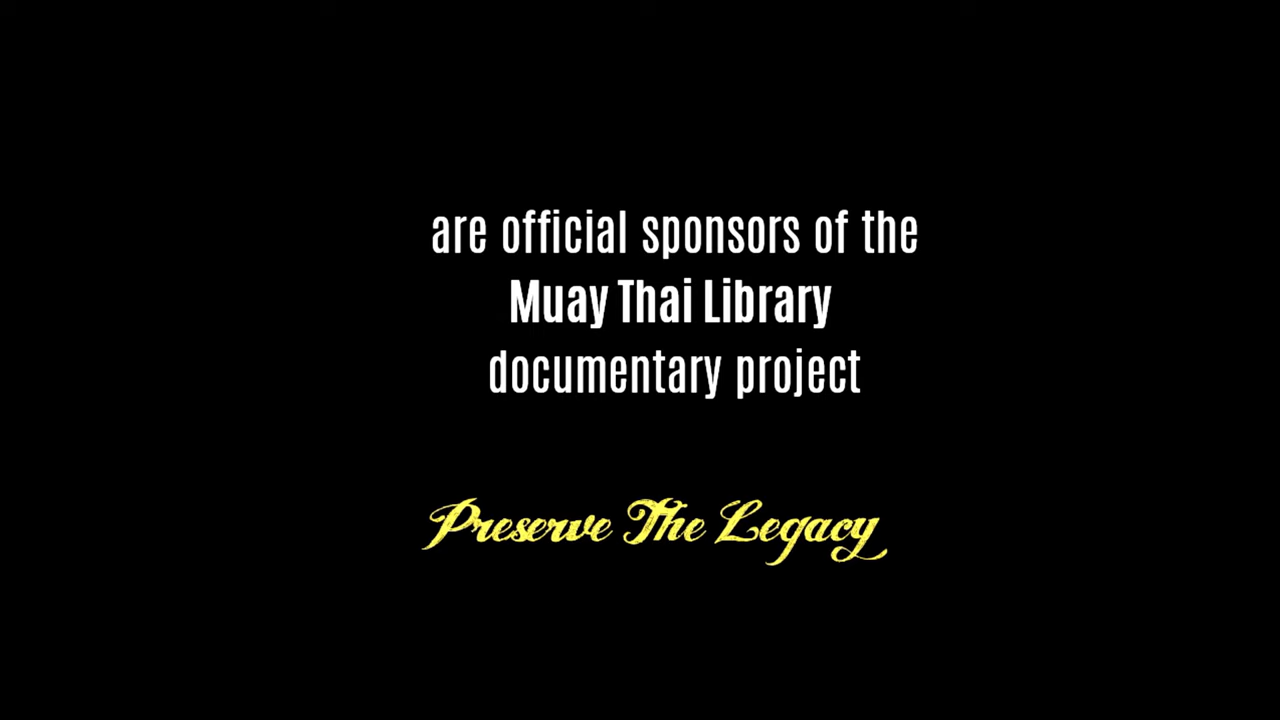 are official sponsors of the
Muay Thai Library
documentary project
Preserve The Legacy